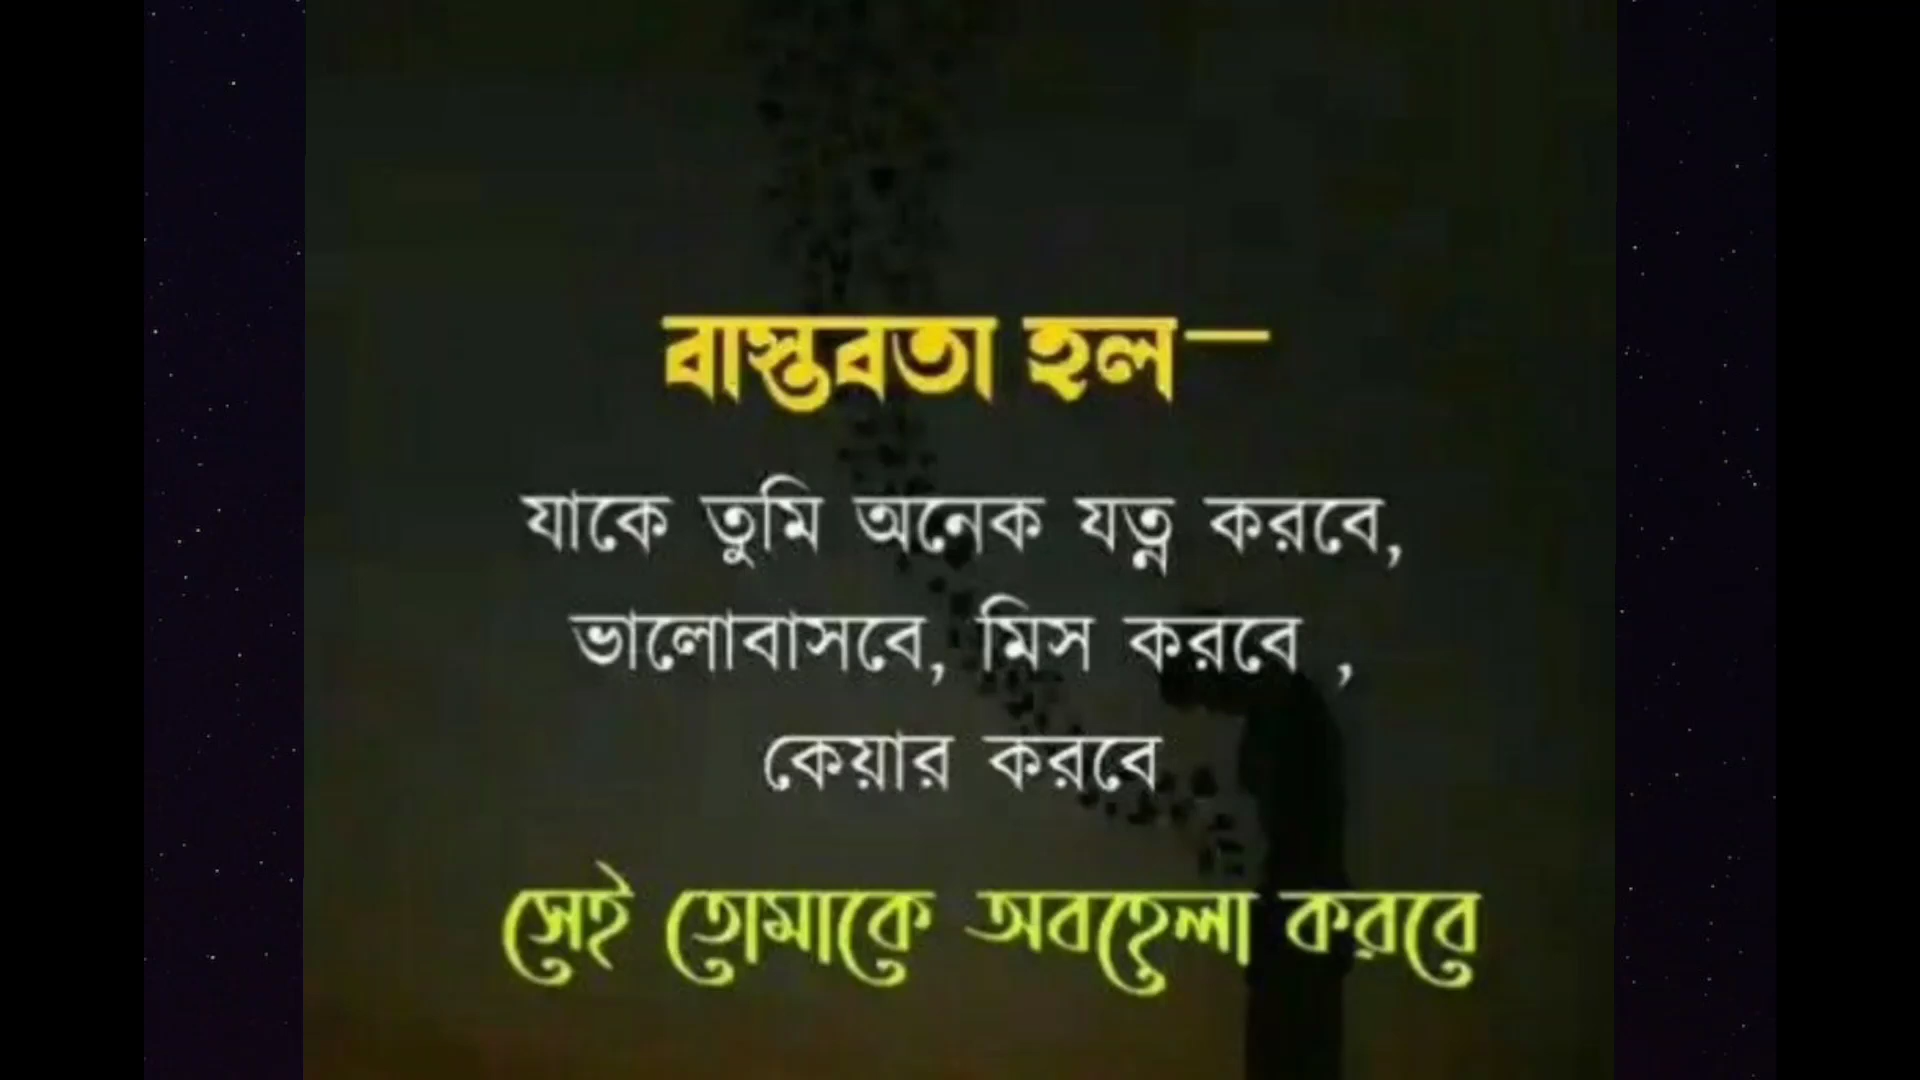 বাস্তবতা হল—
যাকে তুমি অনেক যত্ন করবে,
ভালোবাসবে, মিস করবে ,
কেয়ার করবে
সেই তোমাকে অবহেলা করবে